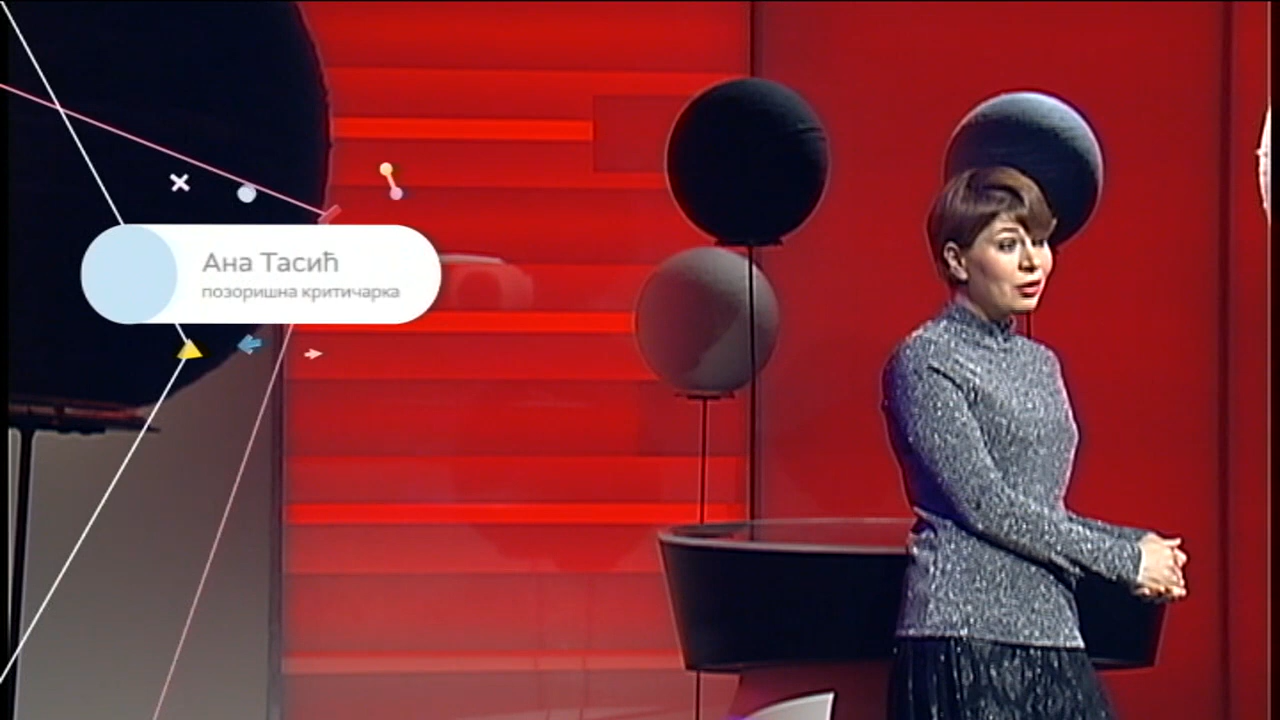 Ана Тасић
позоришна критичарка